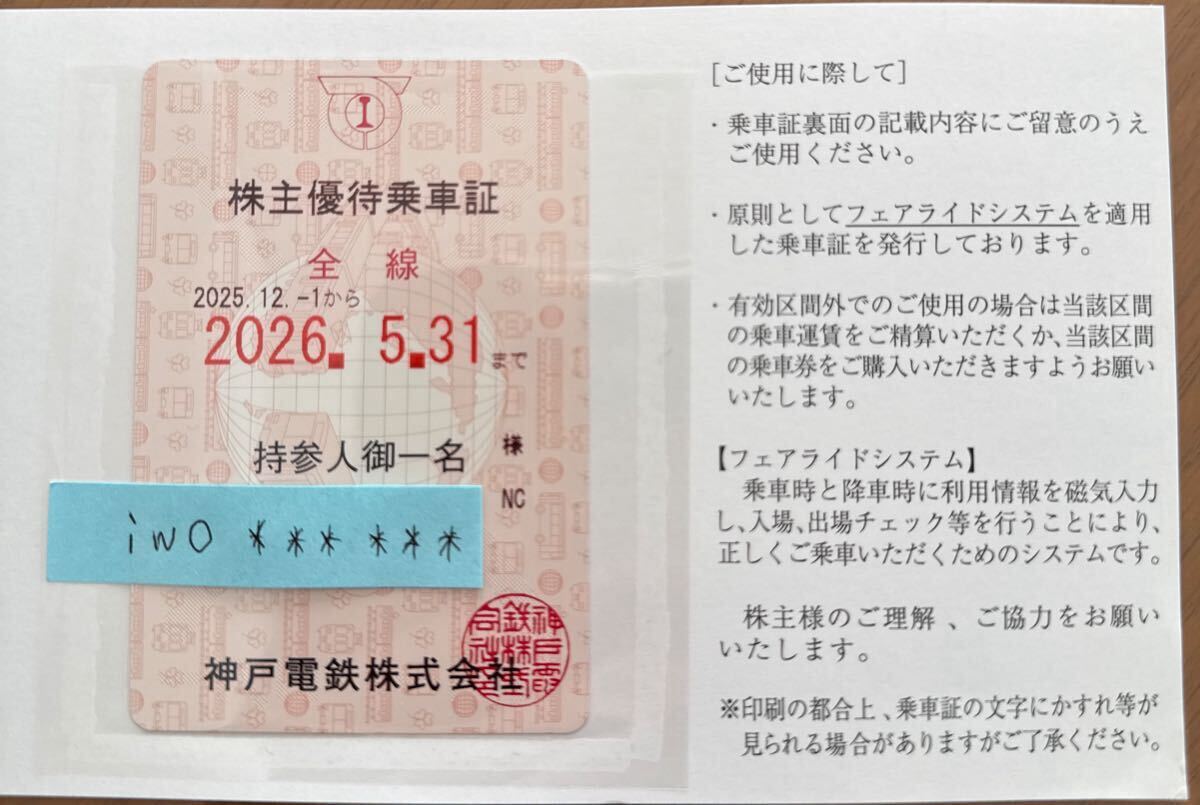 株主優待乗車証
全 線
2025.12.-1から
2026. 5.31まで
持参人御一名 様
NC
iwo *** ***
神戸電鉄株式会社
[ご使用に際して]
・乗車証裏面の記載内容にご留意のうえ
ご使用ください。
・原則としてフェアライドシステムを適用
した乗車証を発行しております。
・有効区間外でのご使用の場合は当該区間
の乗車運賃をご精算いただくか、当該区間
の乗車券をご購入いただきますようお願い
いたします。
【フェアライドシステム】
乗車時と降車時に利用情報を磁気入力
し、入場、出場チェック等を行うことにより、
正しくご乗車いただくためのシステムです。
株主様のご理解 、ご協力をお願い
いたします。
※印刷の都合上、乗車証の文字にかすれ等が
見られる場合がありますがご了承ください。